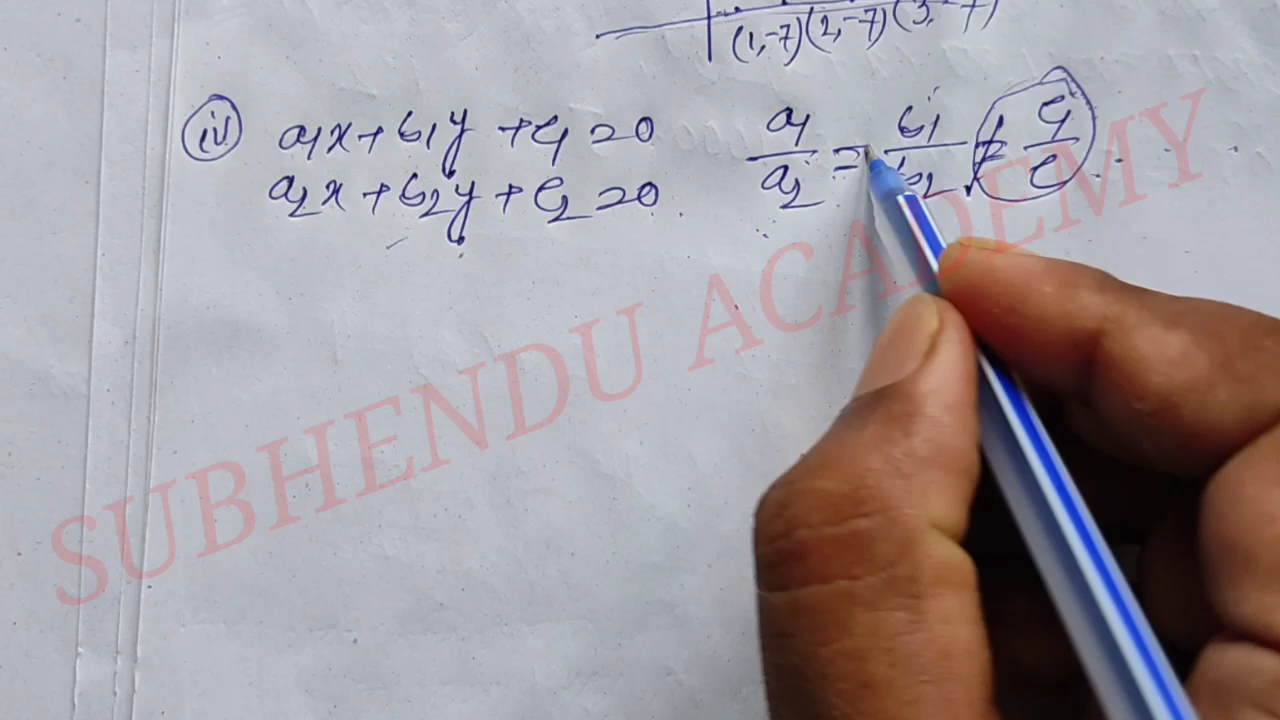 (1,-7)(2,-7)(3,-7)
(iv) a1x+b1y+c1=0 a1/a2 = b1/b2 ≠ c1/c
a2x+b2y+c2=0
SUBHENDU ACADEMY